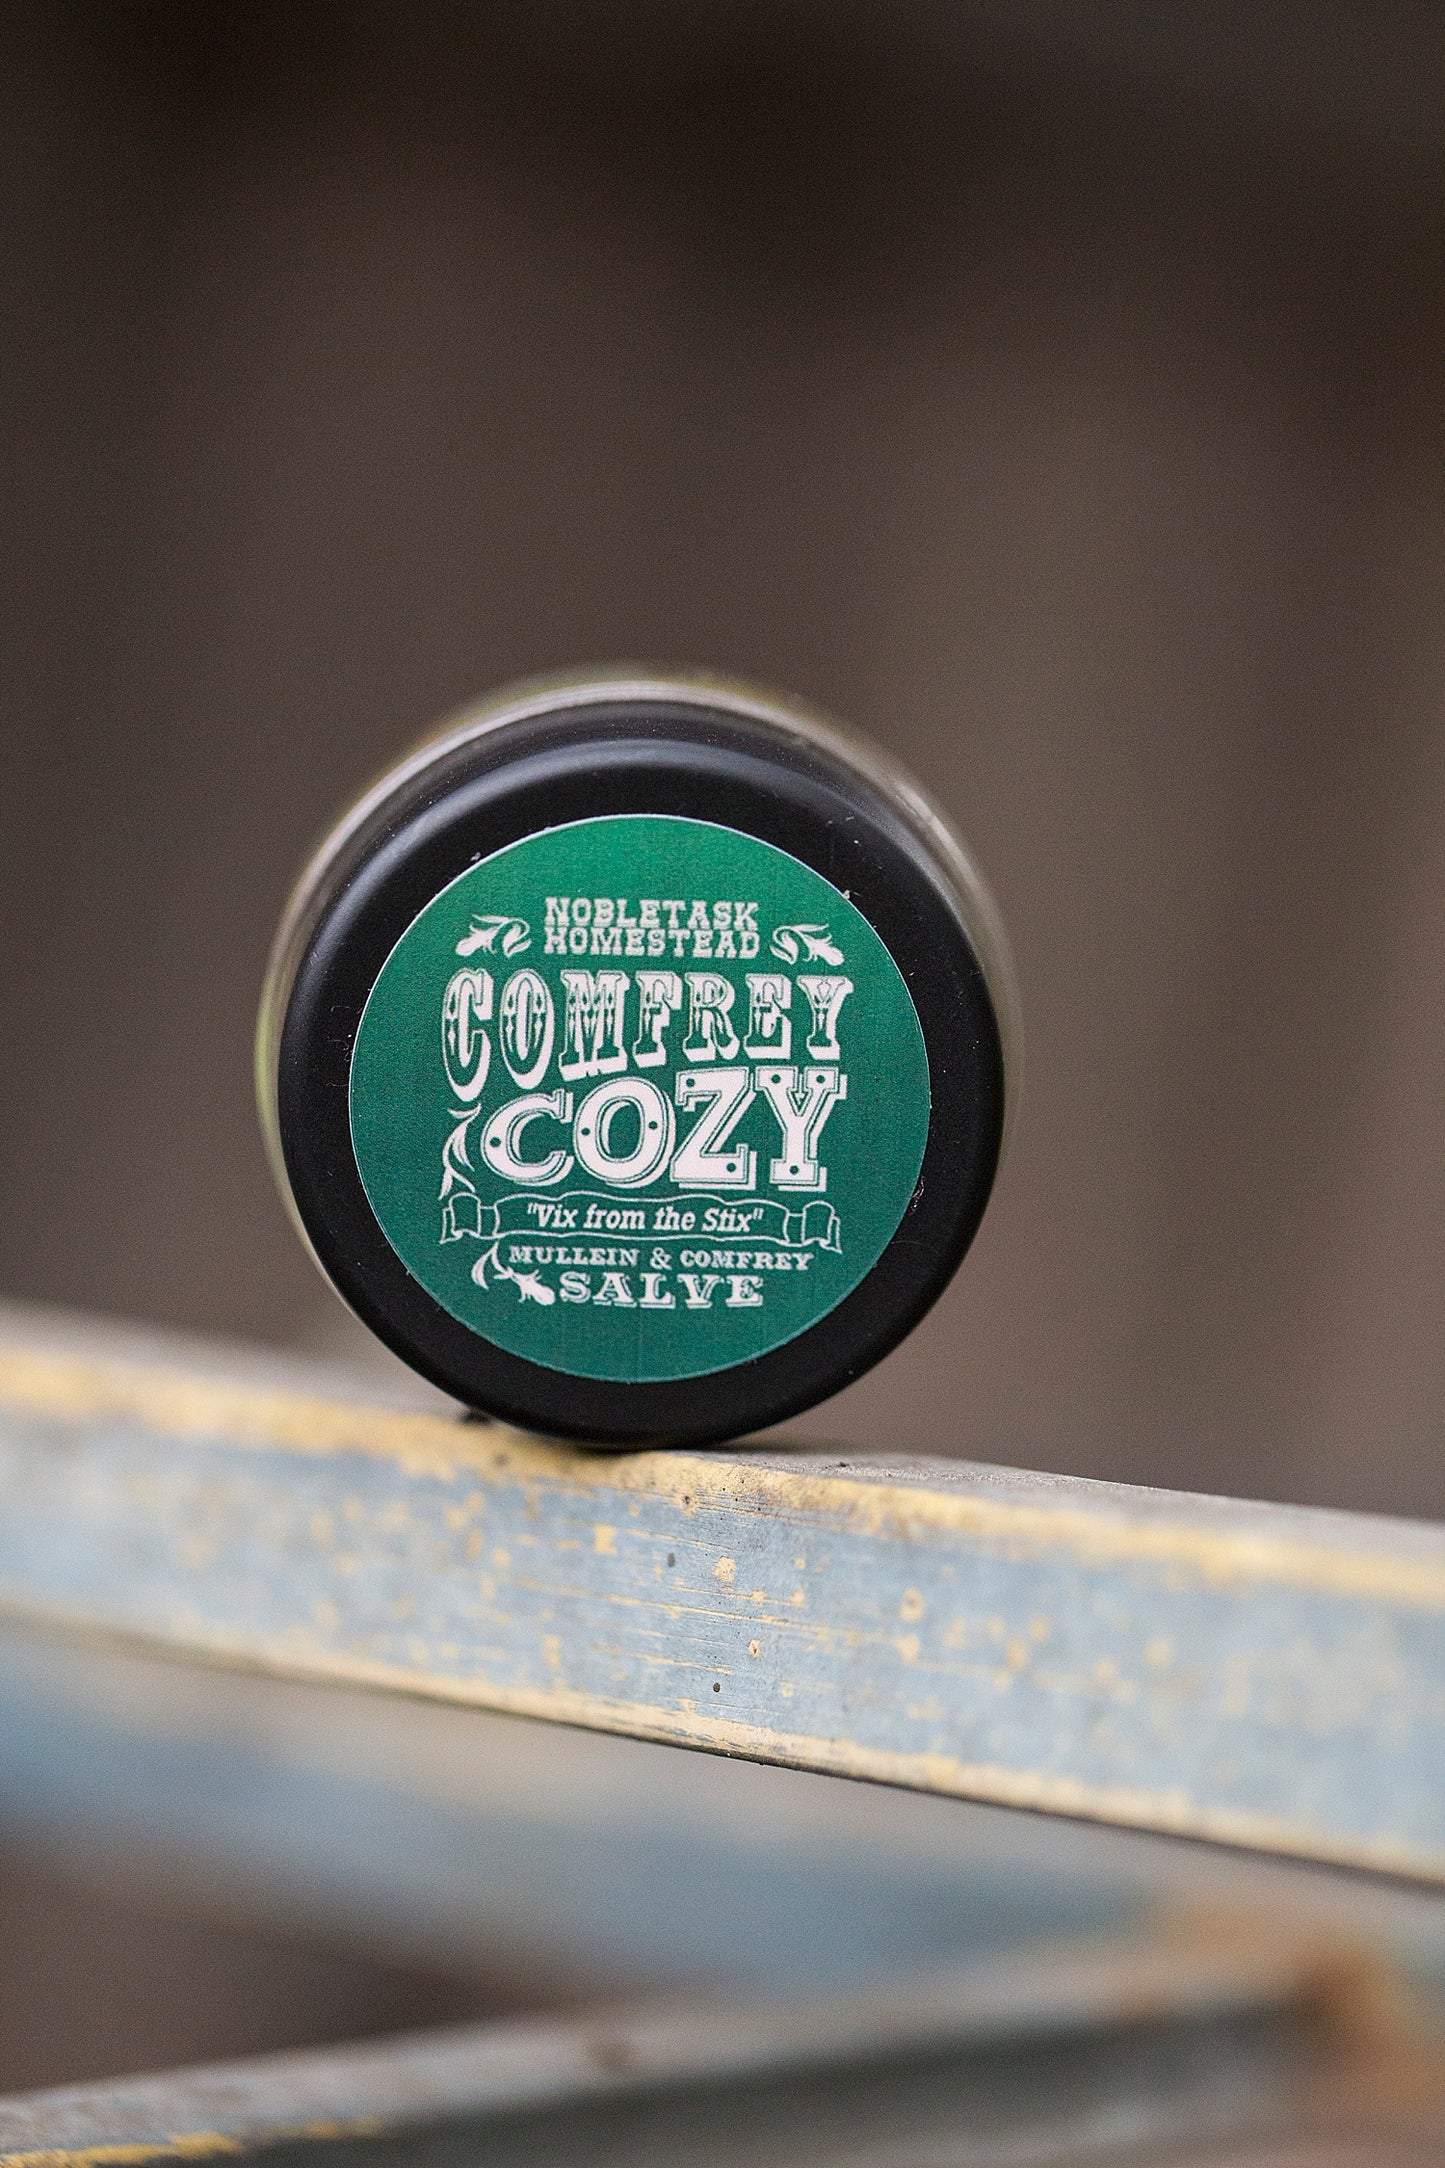 NOBLETASK
HOMESTEAD
COMFREY
COZY
"Vix from the Stix"
MULLEIN & COMFREY
SALVE